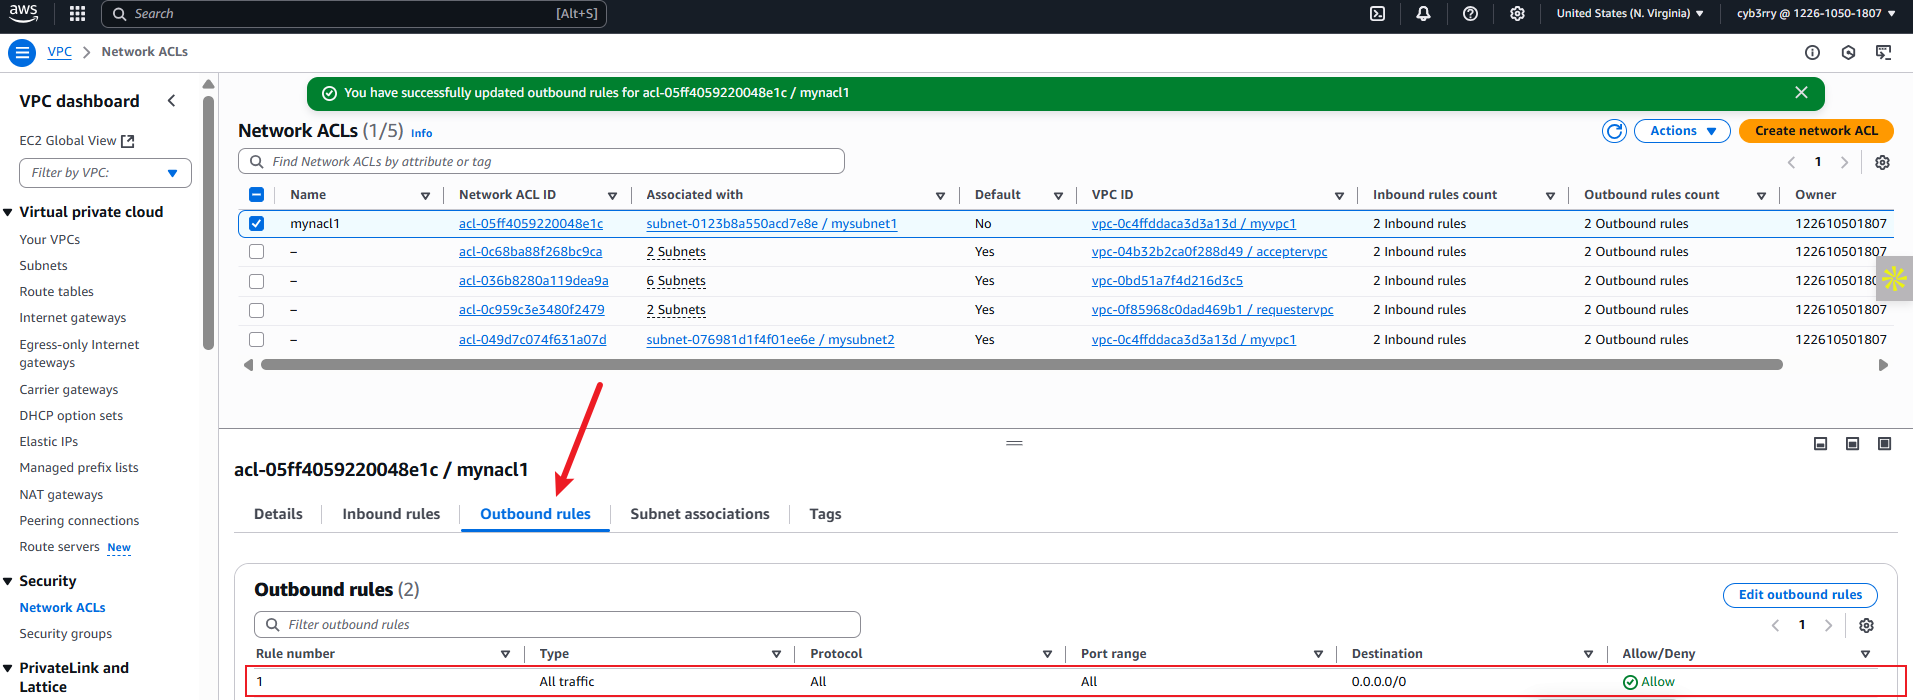 aws Search [Alt+S] United States (N. Virginia) cyb3rry @ 1226-1050-1807
VPC Network ACLs
VPC dashboard
EC2 Global View
Filter by VPC:
Virtual private cloud
Your VPCs
Subnets
Route tables
Internet gateways
Egress-only Internet
gateways
Carrier gateways
DHCP option sets
Elastic IPs
Managed prefix lists
NAT gateways
Peering connections
Route servers New
Security
Network ACLs
Security groups
PrivateLink and
Lattice
You have successfully updated outbound rules for acl-05ff4059220048e1c / mynacl1
Network ACLs (1/5) Info Actions Create network ACL
Find Network ACLs by attribute or tag 1
Name Network ACL ID Associated with Default VPC ID Inbound rules count Outbound rules count Owner
mynacl1 acl-05ff4059220048e1c subnet-0123b8a550acd7e8e / mysubnet1 No vpc-0c4ffddaca3d3a13d / myvpc1 2 Inbound rules 2 Outbound rules 122610501807
– acl-0c68ba88f268bc9ca 2 Subnets Yes vpc-04b32b2ca0f288d49 / acceptervpc 2 Inbound rules 2 Outbound rules 122610501807
– acl-036b8280a119dea9a 6 Subnets Yes vpc-0bd51a7f4d216d3c5 2 Inbound rules 2 Outbound rules
– acl-0c959c3e3480f2479 2 Subnets Yes vpc-0f85968c0dad469b1 / requestervpc 2 Inbound rules 2 Outbound rules 122610501807
– acl-049d7c074f631a07d subnet-076981d1f4f01ee6e / mysubnet2 Yes vpc-0c4ffddaca3d3a13d / myvpc1 2 Inbound rules 2 Outbound rules 122610501807
acl-05ff4059220048e1c / mynacl1
Details Inbound rules Outbound rules Subnet associations Tags
Outbound rules (2) Edit outbound rules
Filter outbound rules 1
Rule number Type Protocol Port range Destination Allow/Deny
1 All traffic All All 0.0.0.0/0 Allow